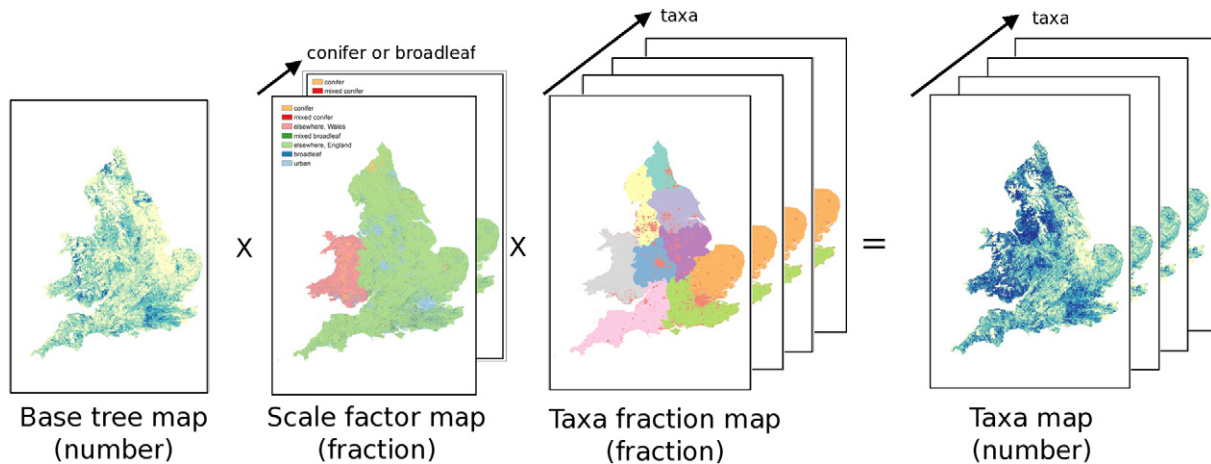 taxa
taxa
conifer or broadleaf
conifer
mixed conifer
conifer
mixed conifer
elsewhere, Wales
mixed broadleaf
elsewhere, England
broadleaf
urban
X
X
=
Base tree map
(number)
Scale factor map
(fraction)
Taxa fraction map
(fraction)
Taxa map
(number)